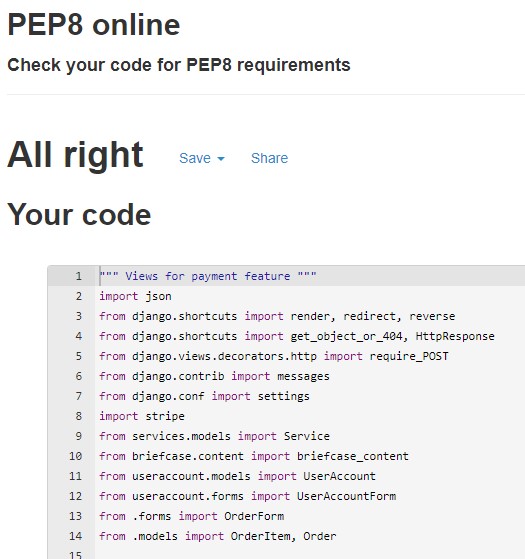 PEP8 online
Check your code for PEP8 requirements
All right Save Share
Your code
1 """ Views for payment feature """
2 import json
3 from django.shortcuts import render, redirect, reverse
4 from django.shortcuts import get_object_or_404, HttpResponse
5 from django.views.decorators.http import require_POST
6 from django.contrib import messages
7 from django.conf import settings
8 import stripe
9 from services.models import Service
10 from briefcase.content import briefcase_content
11 from useraccount.models import UserAccount
12 from useraccount.forms import UserAccountForm
13 from .forms import OrderForm
14 from .models import OrderItem, Order
15